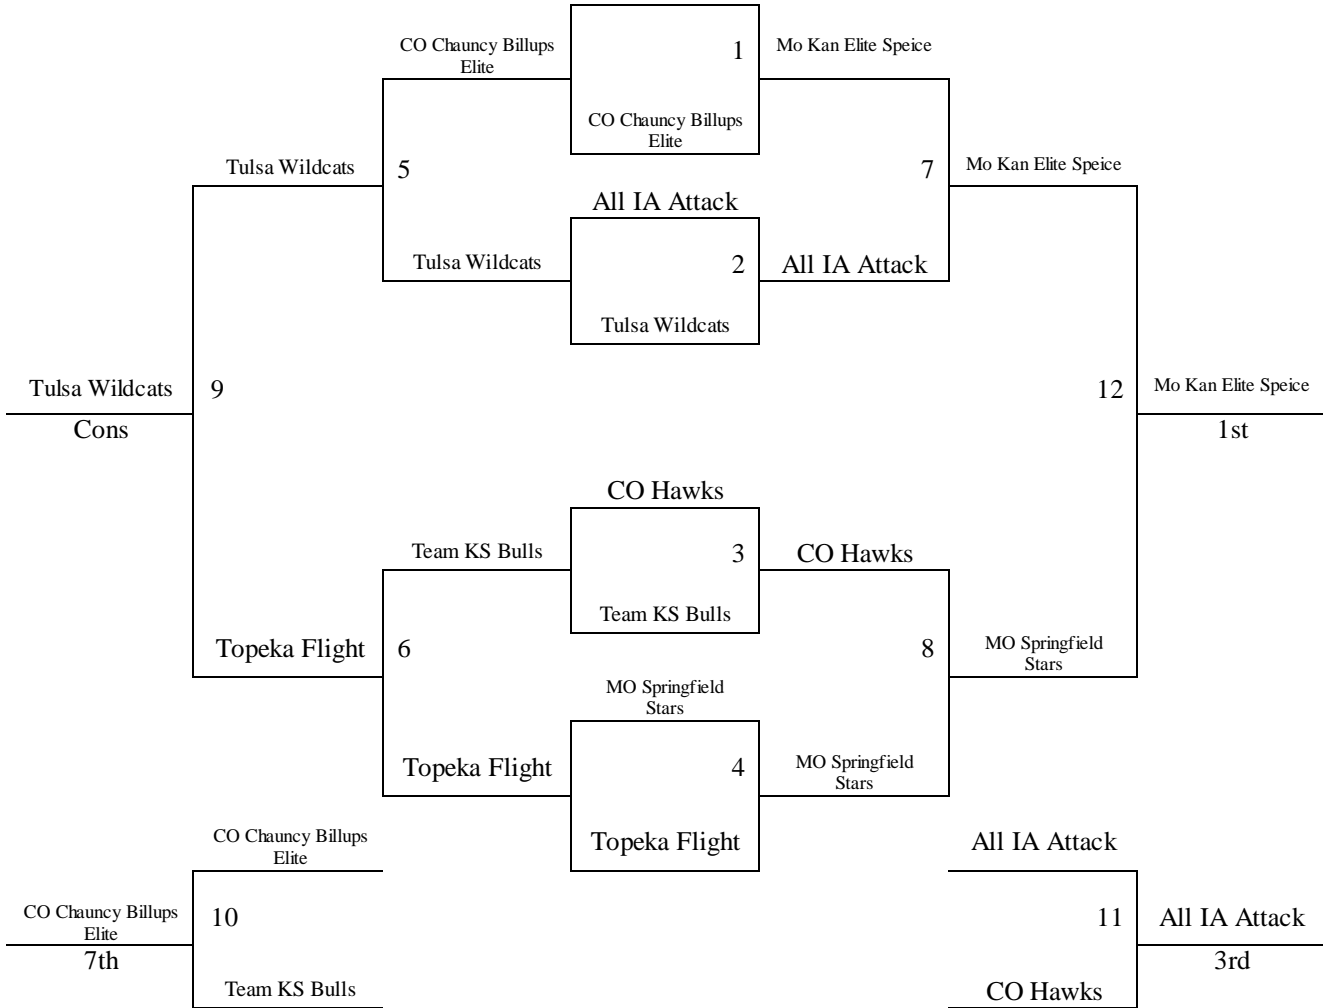 CO Chauncy Billups
Elite
1
Mo Kan Elite Speice
CO Chauncy Billups
Elite
Tulsa Wildcats
5
7
Mo Kan Elite Speice
All IA Attack
Tulsa Wildcats
2
All IA Attack
Tulsa Wildcats
Tulsa Wildcats
9
12
Mo Kan Elite Speice
Cons
1st
CO Hawks
Team KS Bulls
3
CO Hawks
Team KS Bulls
Topeka Flight
6
8
MO Springfield
Stars
MO Springfield
Stars
Topeka Flight
4
MO Springfield
Stars
Topeka Flight
CO Chauncy Billups
Elite
All IA Attack
CO Chauncy Billups
Elite
10
11
All IA Attack
7th
3rd
Team KS Bulls
CO Hawks